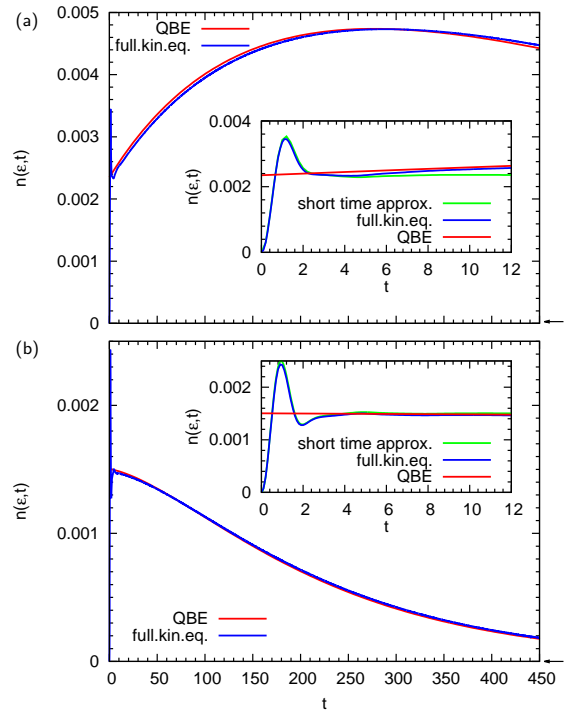 (a)
n(ε,t)
0.005
0.004
0.003
0.002
0.001
0
QBE
full.kin.eq.
n(ε,t)
0.004
0.002
0
short time approx.
full.kin.eq.
QBE
0 2 4 6 8 10 12
t
(b)
n(ε,t)
0.002
0.001
0
n(ε,t)
0.002
0.001
0
short time approx.
full.kin.eq.
QBE
0 2 4 6 8 10 12
t
QBE
full.kin.eq.
0 50 100 150 200 250 300 350 400 450
t